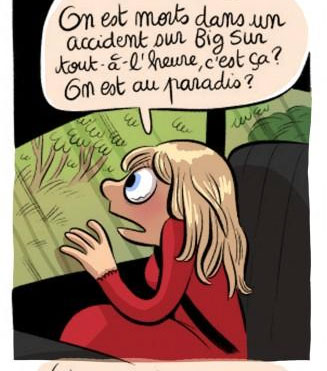 On est morts dans un
accident sur Big Sur
tout-à-l'heure, c'est ça?
On est au paradis?